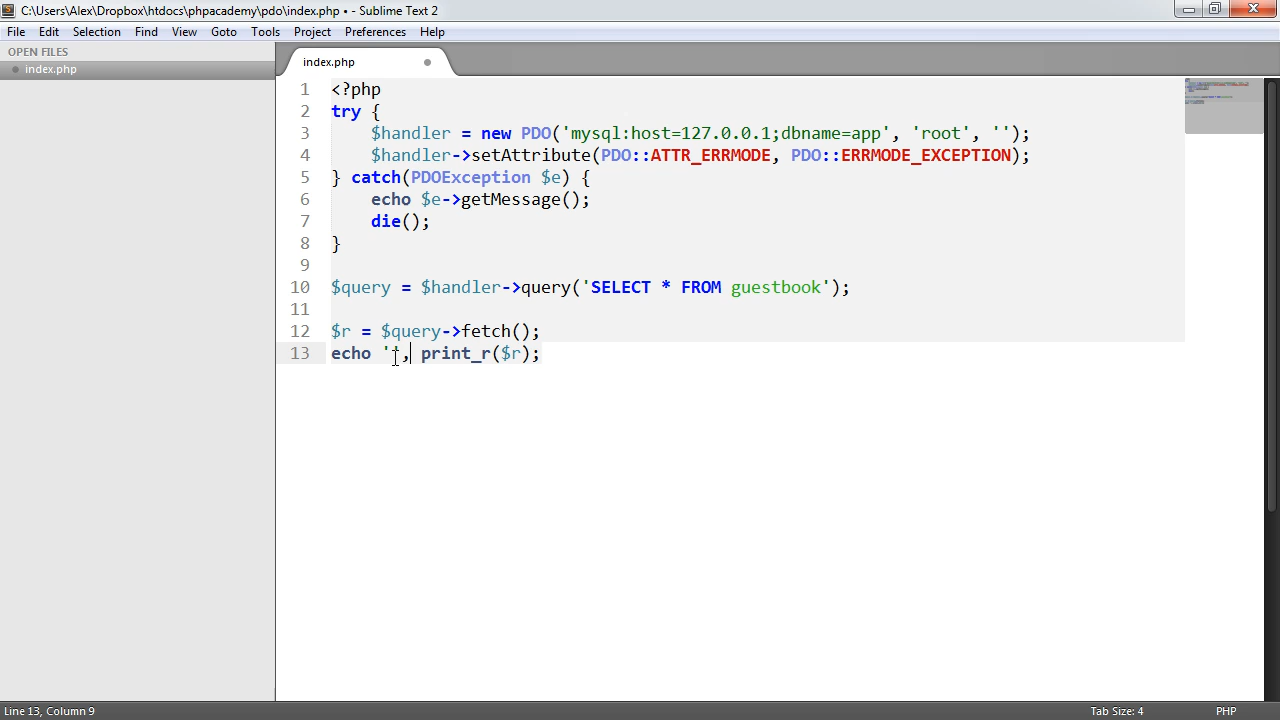 C:\Users\Alex\Dropbox\htdocs\phpacademy\pdo\index.php • - Sublime Text 2
File Edit Selection Find View Goto Tools Project Preferences Help
OPEN FILES
index.php
index.php
1 <?php
2 try {
3 $handler = new PDO('mysql:host=127.0.0.1;dbname=app', 'root', '');
4 $handler->setAttribute(PDO::ATTR_ERRMODE, PDO::ERRMODE_EXCEPTION);
5 } catch(PDOException $e) {
6 echo $e->getMessage();
7 die();
8 }
9
10 $query = $handler->query('SELECT * FROM guestbook');
11
12 $r = $query->fetch();
13 echo '', print_r($r);
Line 13, Column 9
Tab Size: 4
PHP